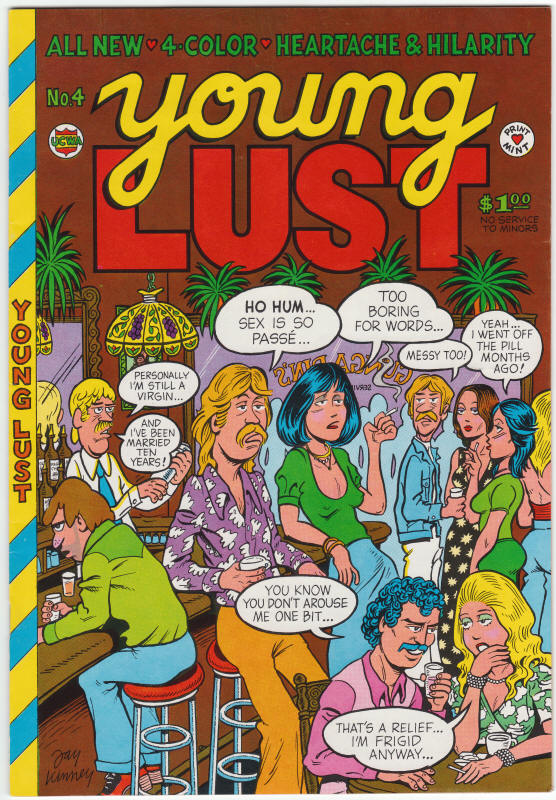 ALL NEW ♥ 4-COLOR ♥ HEARTACHE & HILARITY
No.4
UCWA
young
LUST
PRINT
MINT
$1.00
NO SERVICE
TO MINORS
YOUNG LUST
HO HUM...
SEX IS SO
PASSÉ...
TOO
BORING
FOR WORDS...
MESSY TOO!
YEAH...
I WENT OFF
THE PILL
MONTHS
AGO!
PERSONALLY
I'M STILL A
VIRGIN...
AND
I'VE BEEN
MARRIED
TEN
YEARS!
YOU KNOW
YOU DON'T AROUSE
ME ONE BIT...
THAT'S A RELIEF...
I'M FRIGID
ANYWAY...
Jay
Kinney